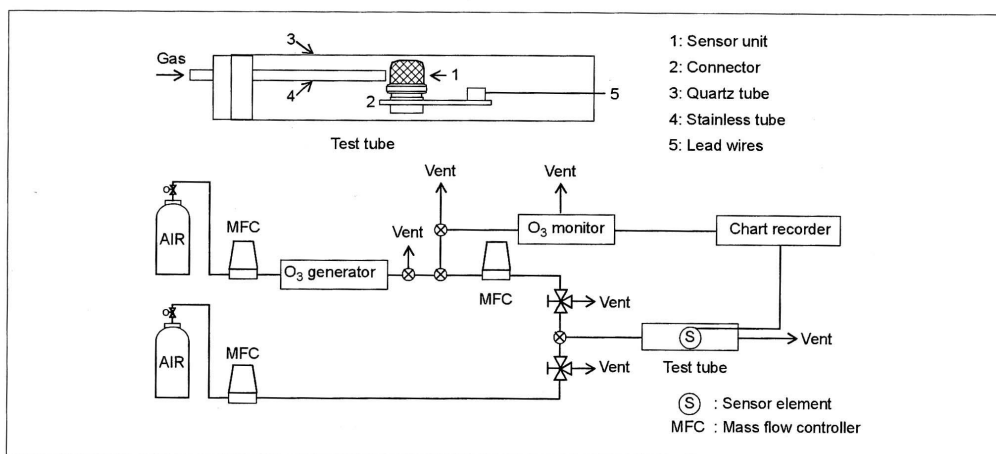 Gas
3
1
2
4
5
Test tube
1: Sensor unit
2: Connector
3: Quartz tube
4: Stainless tube
5: Lead wires
Vent
Vent
AIR
MFC
Vent
O₃ generator
MFC
O₃ monitor
Chart recorder
Vent
AIR
MFC
Vent
S
Test tube
Vent
S : Sensor element
MFC : Mass flow controller